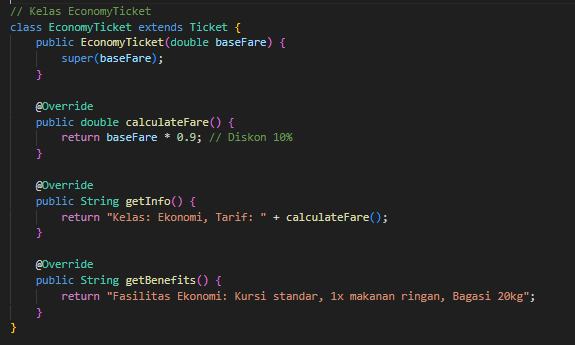 // Kelas EconomyTicket
class EconomyTicket extends Ticket {
    public EconomyTicket(double baseFare) {
        super(baseFare);
    }

    @Override
    public double calculateFare() {
        return baseFare * 0.9; // Diskon 10%
    }

    @Override
    public String getInfo() {
        return "Kelas: Ekonomi, Tarif: " + calculateFare();
    }

    @Override
    public String getBenefits() {
        return "Fasilitas Ekonomi: Kursi standar, 1x makanan ringan, Bagasi 20kg";
    }
}